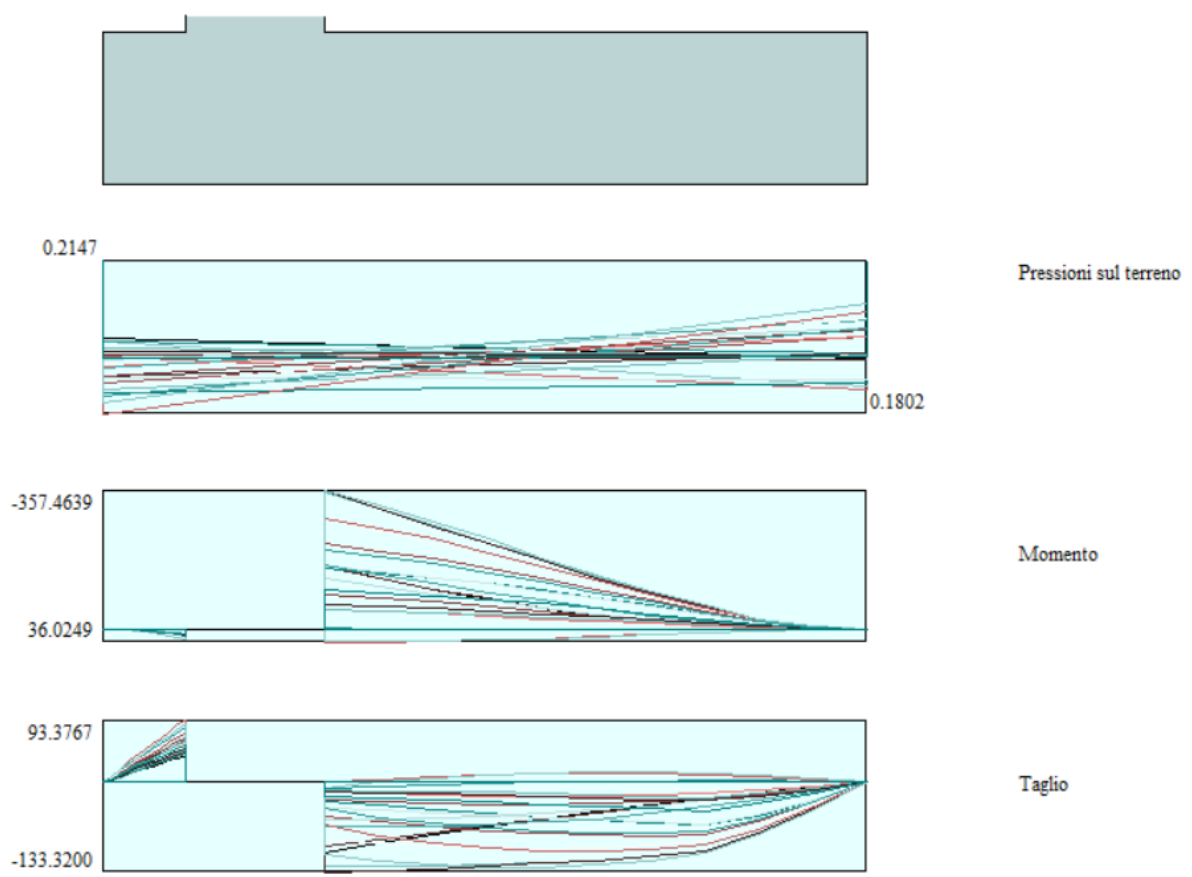 0.2147
Pressioni sul terreno
0.1802
-357.4639
Momento
36.0249
93.3767
Taglio
-133.3200